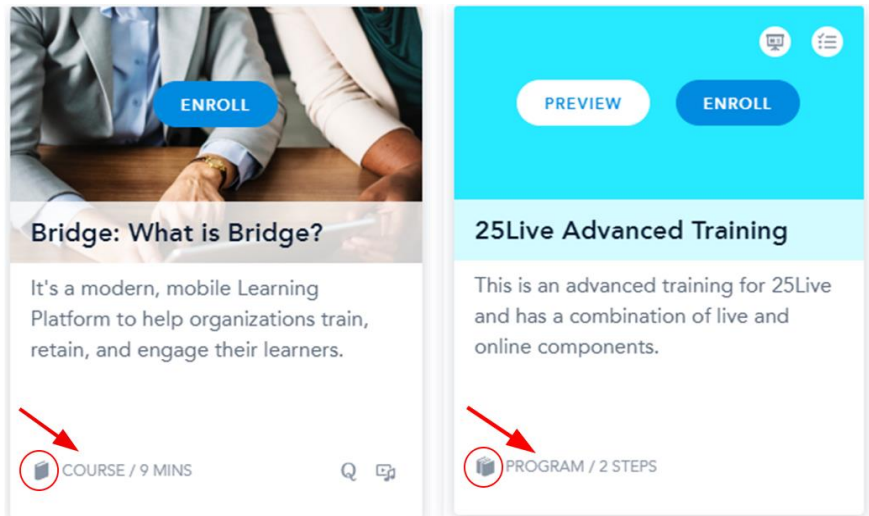 ENROLL
Bridge: What is Bridge?
It's a modern, mobile Learning
Platform to help organizations train,
retain, and engage their learners.
COURSE / 9 MINS
Q
PREVIEW
ENROLL
25Live Advanced Training
This is an advanced training for 25Live
and has a combination of live and
online components.
PROGRAM / 2 STEPS